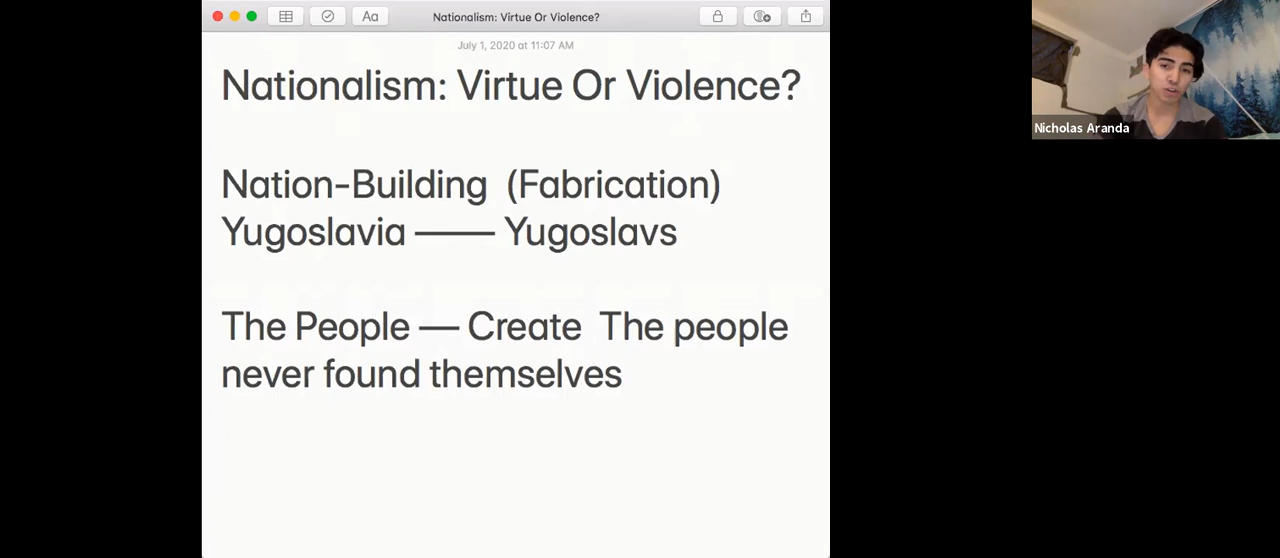 Aa
Nationalism: Virtue Or Violence?
July 1, 2020 at 11:07 AM
Nationalism: Virtue Or Violence?
Nation-Building (Fabrication)
Yugoslavia —— Yugoslavs
The People — Create The people
never found themselves
Nicholas Aranda